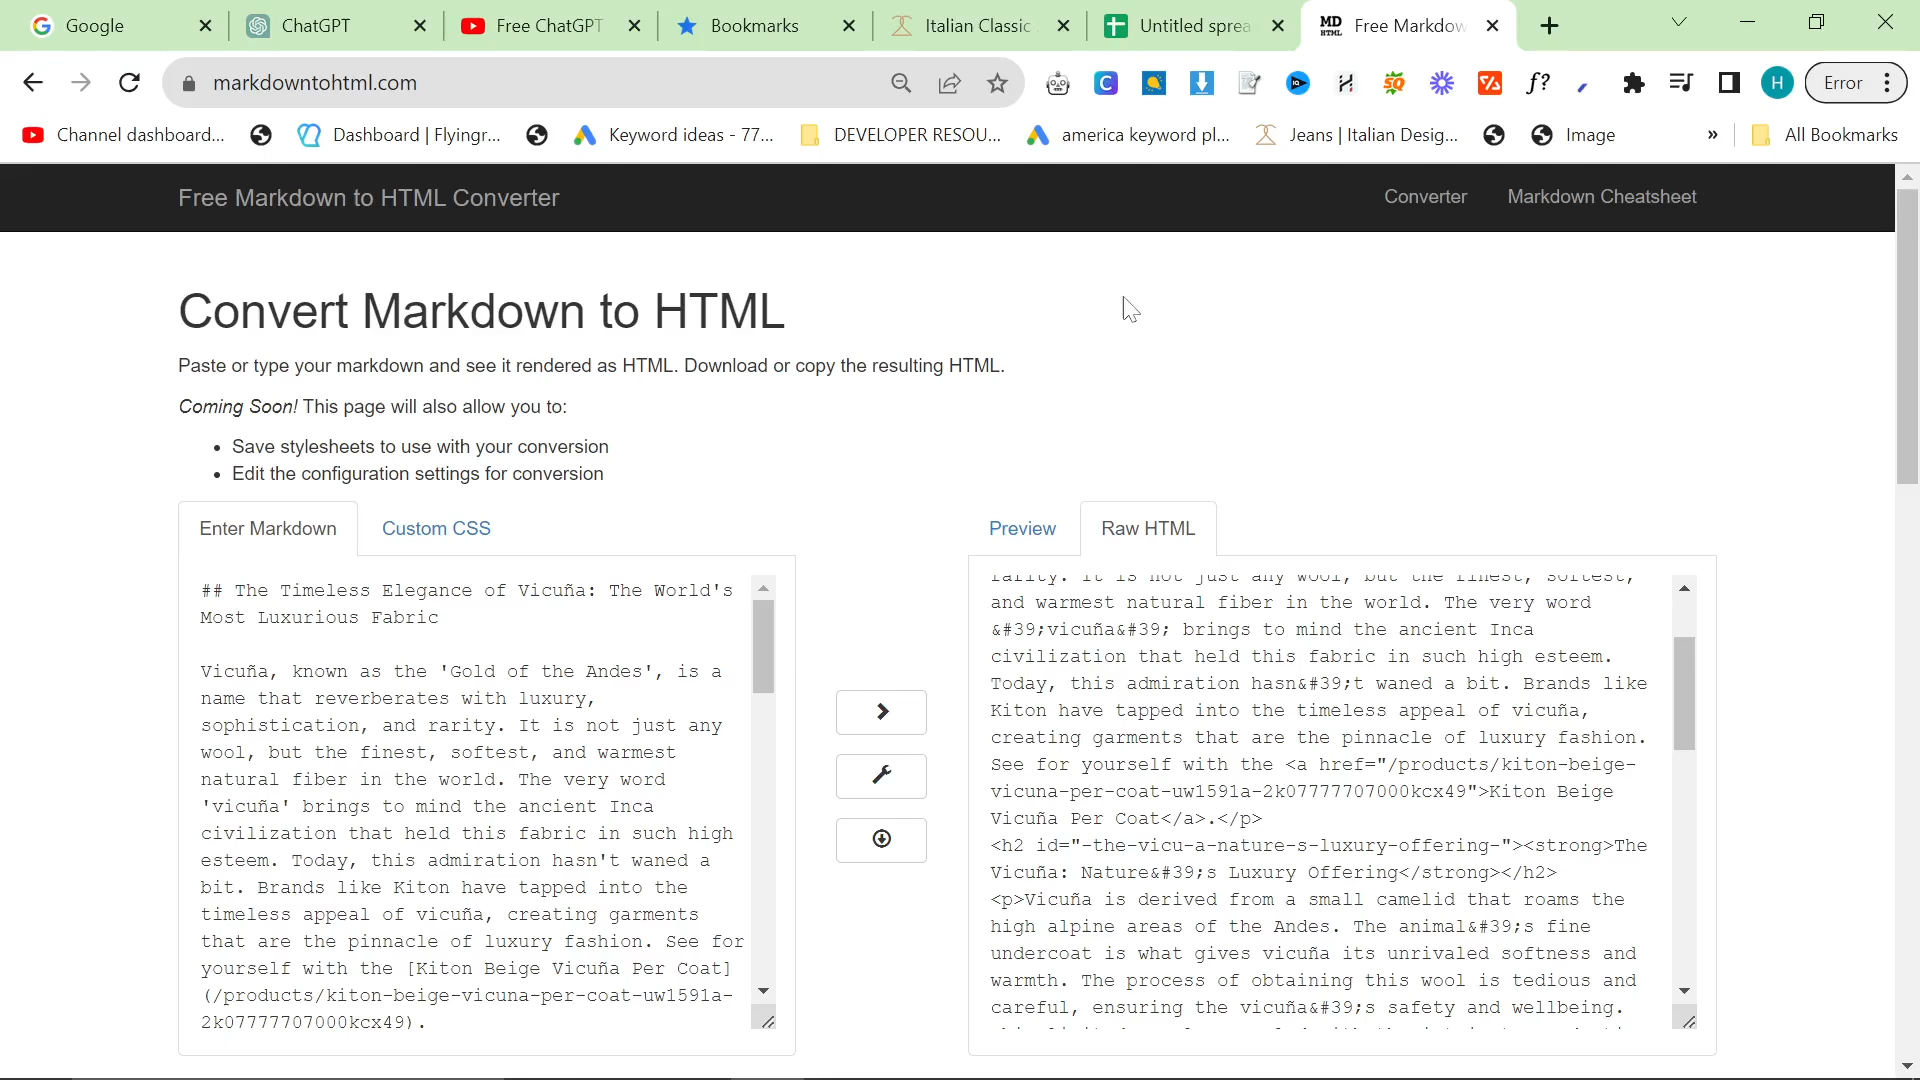 Google
ChatGPT
Free ChatGPT
Bookmarks
Italian Classic
Untitled sprea
MD
HTML
Free Markdow
markdowntohtml.com
H
Error
Channel dashboard...
Dashboard | Flyingr...
Keyword ideas - 77...
DEVELOPER RESOU...
america keyword pl...
Jeans | Italian Desig...
Image
»
All Bookmarks
Free Markdown to HTML Converter
Converter
Markdown Cheatsheet
Convert Markdown to HTML
Paste or type your markdown and see it rendered as HTML. Download or copy the resulting HTML.
Coming Soon! This page will also allow you to:
• Save stylesheets to use with your conversion
• Edit the configuration settings for conversion
Enter Markdown
Custom CSS
## The Timeless Elegance of Vicuña: The World's
Most Luxurious Fabric
Vicuña, known as the 'Gold of the Andes', is a
name that reverberates with luxury,
sophistication, and rarity. It is not just any
wool, but the finest, softest, and warmest
natural fiber in the world. The very word
'vicuña' brings to mind the ancient Inca
civilization that held this fabric in such high
esteem. Today, this admiration hasn't waned a
bit. Brands like Kiton have tapped into the
timeless appeal of vicuña, creating garments
that are the pinnacle of luxury fashion. See for
yourself with the [Kiton Beige Vicuña Per Coat]
(/products/kiton-beige-vicuna-per-coat-uw1591a-
2k07777707000kcx49).
Preview
Raw HTML
rarity. It is not just any wool, but the finest, softest,
and warmest natural fiber in the world. The very word
&#39;vicuña&#39; brings to mind the ancient Inca
civilization that held this fabric in such high esteem.
Today, this admiration hasn&#39;t waned a bit. Brands like
Kiton have tapped into the timeless appeal of vicuña,
creating garments that are the pinnacle of luxury fashion.
See for yourself with the <a href="/products/kiton-beige-
vicuna-per-coat-uw1591a-2k07777707000kcx49">Kiton Beige
Vicuña Per Coat</a>.</p>
<h2 id="-the-vicu-a-nature-s-luxury-offering-"><strong>The
Vicuña: Nature&#39;s Luxury Offering</strong></h2>
<p>Vicuña is derived from a small camelid that roams the
high alpine areas of the Andes. The animal&#39;s fine
undercoat is what gives vicuña its unrivaled softness and
warmth. The process of obtaining this wool is tedious and
careful, ensuring the vicuña&#39;s safety and wellbeing.